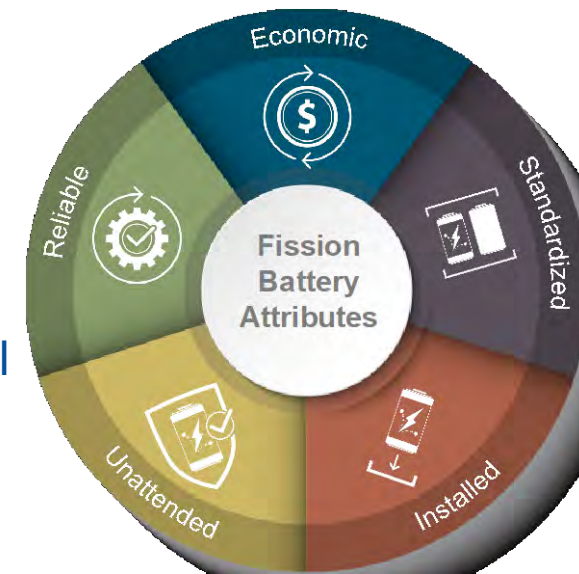 Economic
Standardized
Installed
Unattended
Reliable
Fission
Battery
Attributes
$